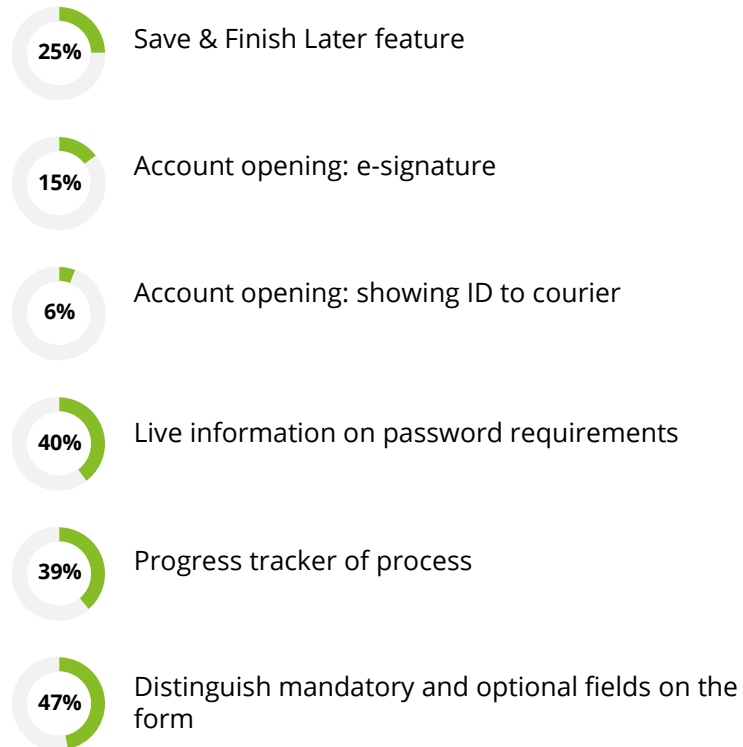 25%
Save & Finish Later feature
15%
Account opening: e-signature
6%
Account opening: showing ID to courier
40%
Live information on password requirements
39%
Progress tracker of process
47%
Distinguish mandatory and optional fields on the
form